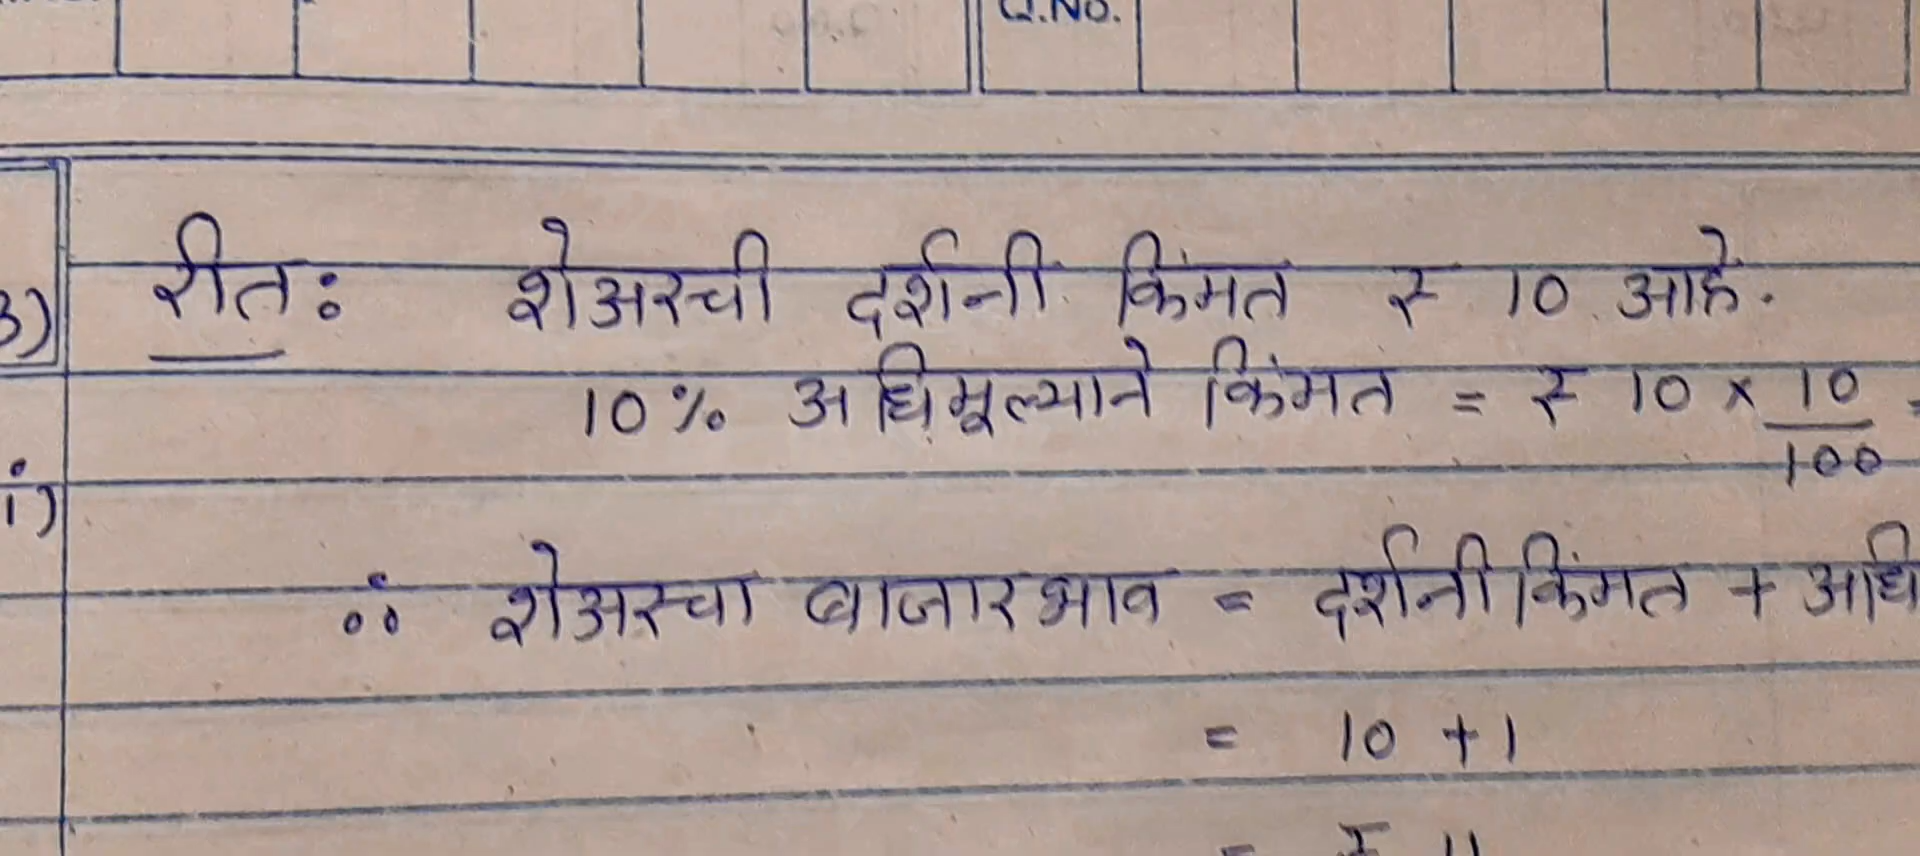 Q.No.
3) रीत : शेअरची दर्शनी किंमत ₹ 10 आहे.
10% अधिमूल्याने किंमत = ₹ 10 × 10/100 =
i)
∴ शेअरचा बाजारभाव = दर्शनी किंमत + अधि
= 10 + 1
= ₹ 11